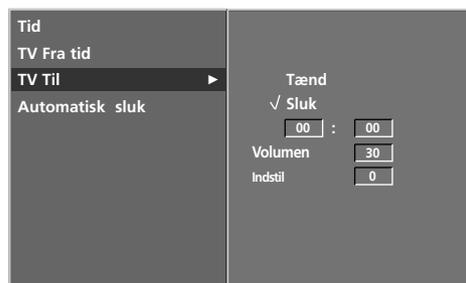 Tid
TV Fra tid
TV Til ►
Automatisk sluk
Tænd
√ Sluk
00 : 00
Volumen 30
Indstil 0